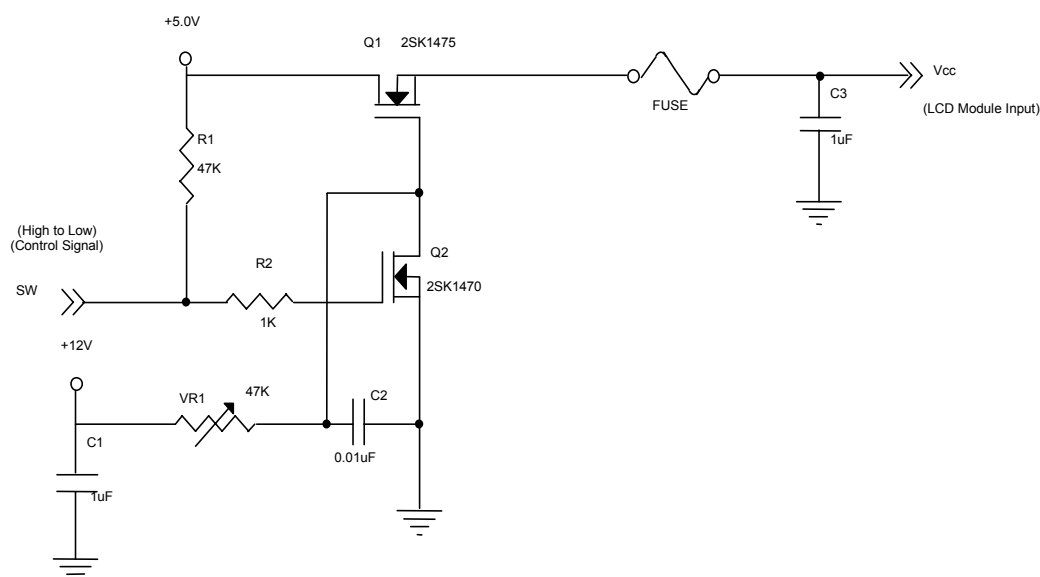 +5.0V
Q1 2SK1475
Vcc
FUSE
C3
(LCD Module Input)
R1
1uF
47K
(High to Low)
(Control Signal)
Q2
R2
SW
2SK1470
1K
+12V
VR1
47K
C2
C1
0.01uF
1uF